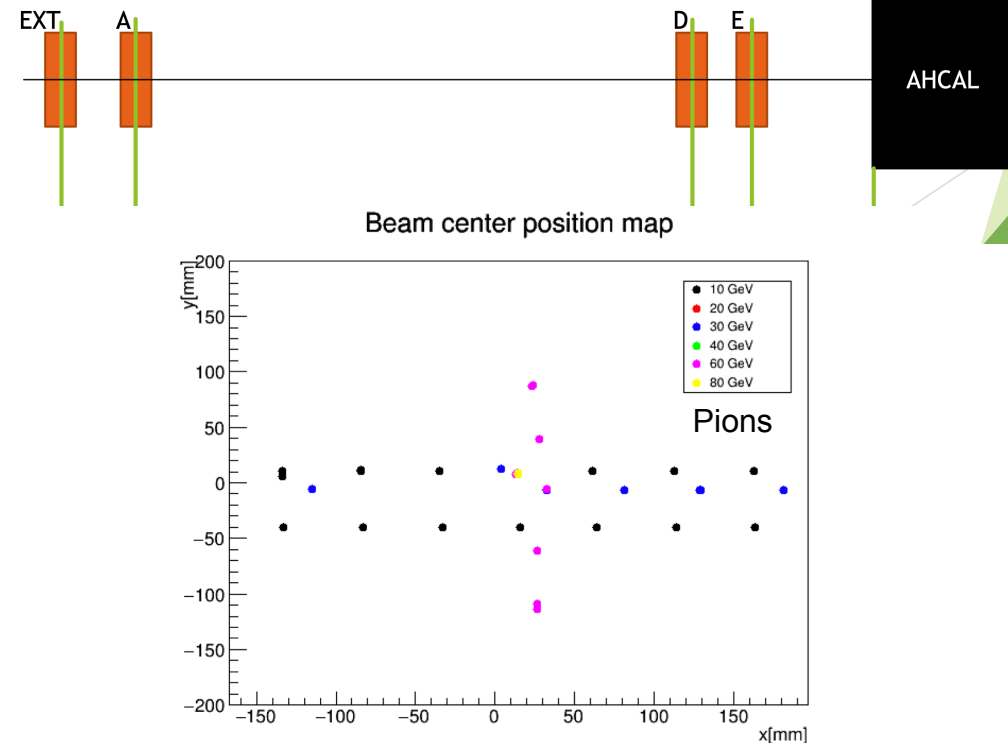 EXT A D E
AHCAL
Beam center position map
y[mm]
200
150
100
50
0
−50
−100
−150
−200
10 GeV
20 GeV
30 GeV
40 GeV
60 GeV
80 GeV
Pions
−150 −100 −50 0 50 100 150
x[mm]